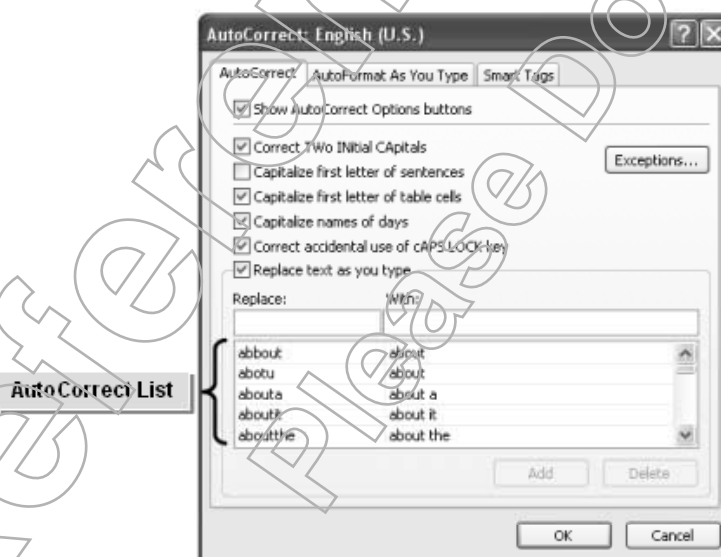 AutoCorrect: English (U.S.)
AutoCorrect AutoFormat As You Type Smart Tags
Show AutoCorrect Options buttons
Correct TWo INitial CApitals
Exceptions...
Capitalize first letter of sentences
Capitalize first letter of table cells
Capitalize names of days
Correct accidental use of cAPS LOCK key
Replace text as you type
Replace: With:
abbout about
abotu about
AutoCorrect List
abouta about a
aboutit about it
aboutthe about the
Add Delete
OK Cancel
Please